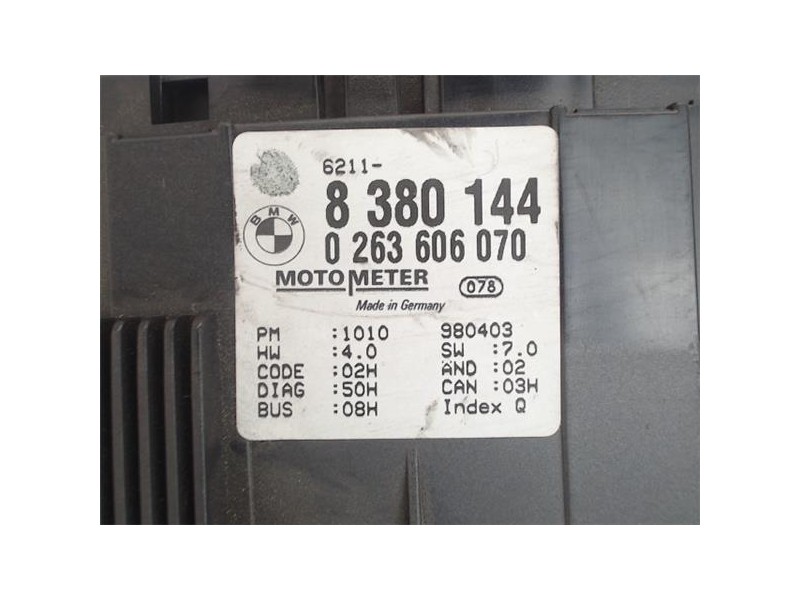 6211-
8 380 144
BMW
0 263 606 070
MOTOMETER
078
Made in Germany
PM :1010 980403
HW :4.0 SW :7.0
CODE :02H AND :02
DIAG :50H CAN :03H
BUS :08H Index Q